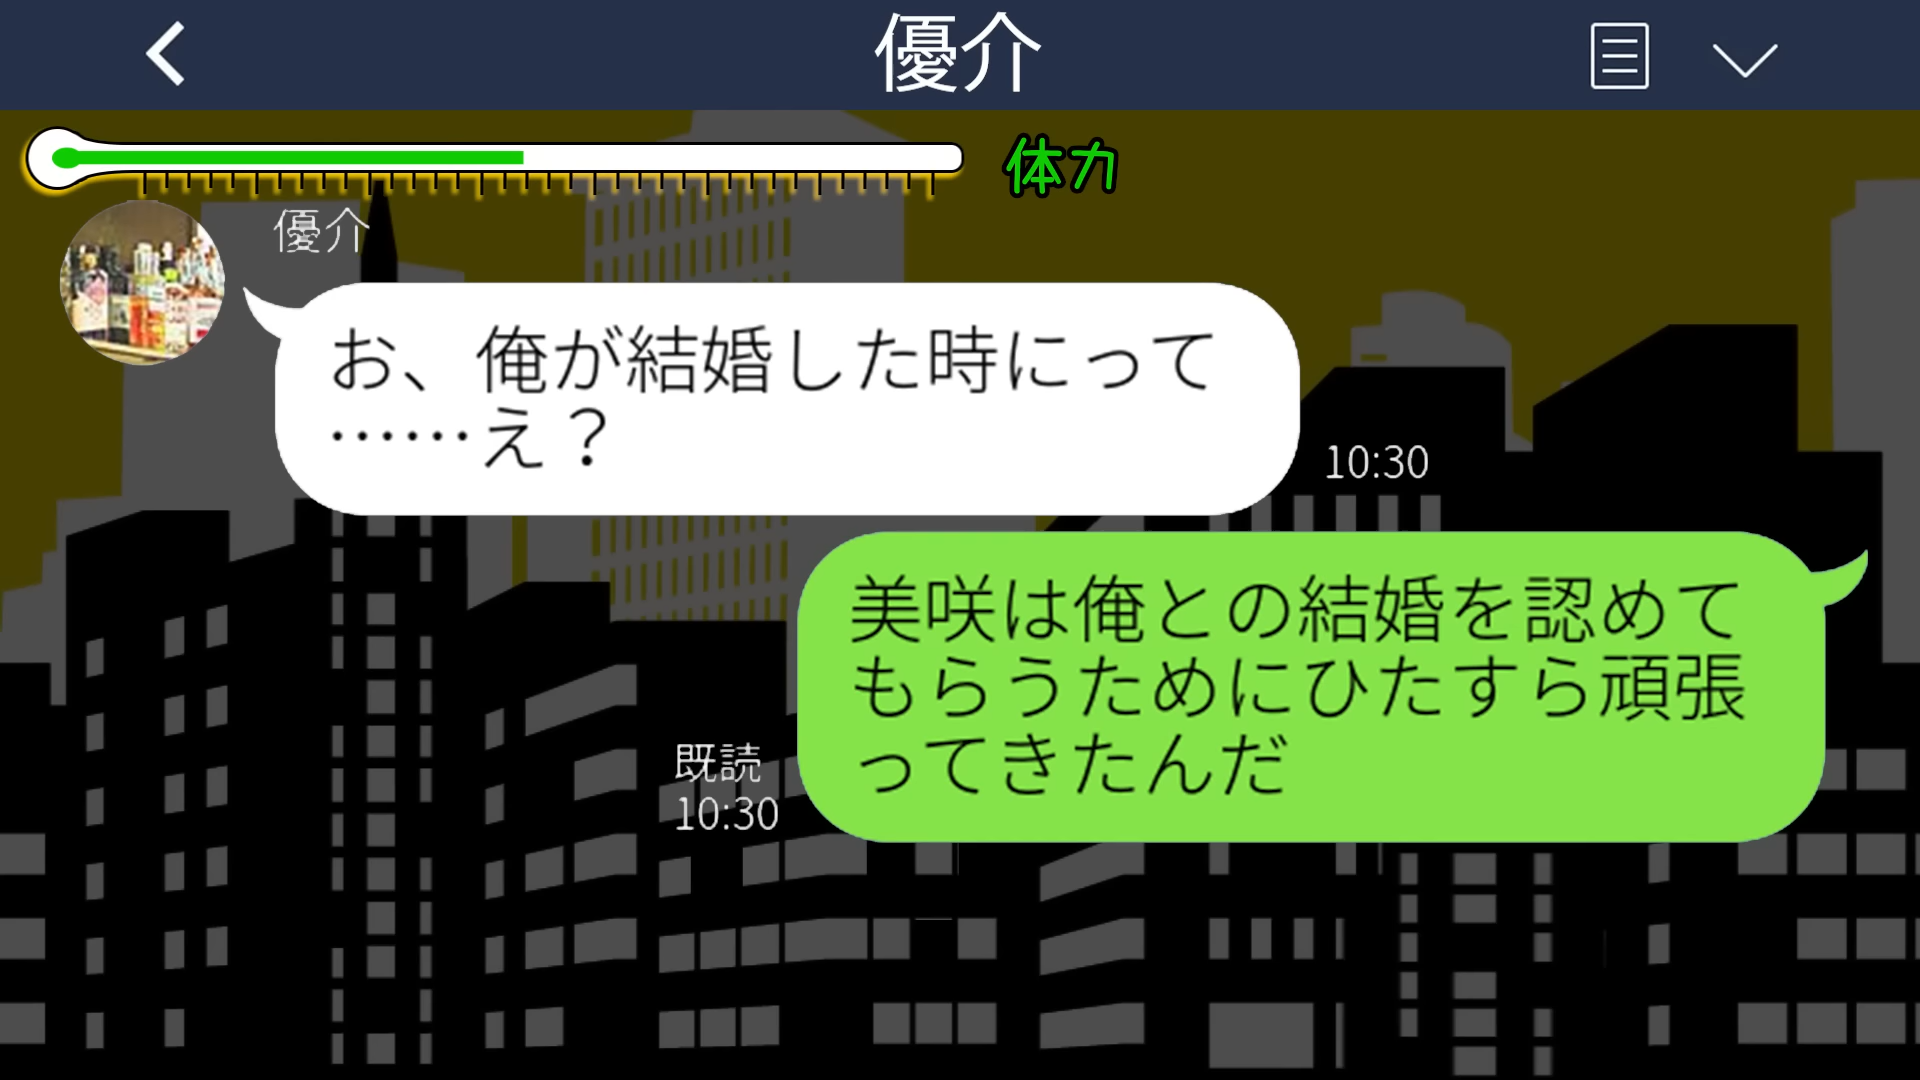 優介
体力
優介
お、俺が結婚した時にって
……え？
10:30
美咲は俺との結婚を認めて
もらうためにひたすら頑張
ってきたんだ
既読
10:30